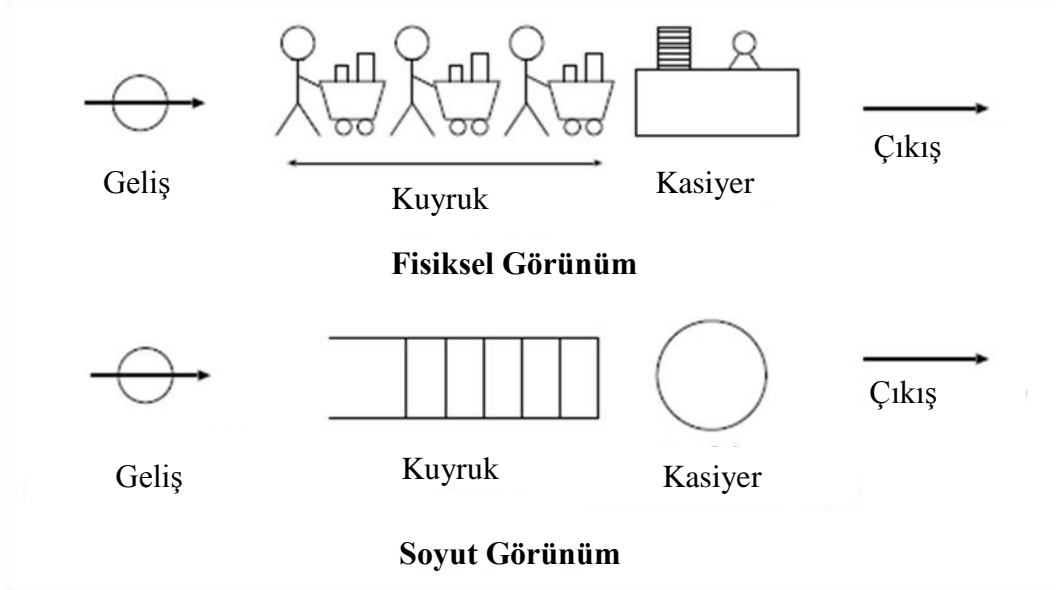 Geliş
Kuyruk
Kasiyer
Çıkış
Fisiksel Görünüm
Geliş
Kuyruk
Kasiyer
Çıkış
Soyut Görünüm